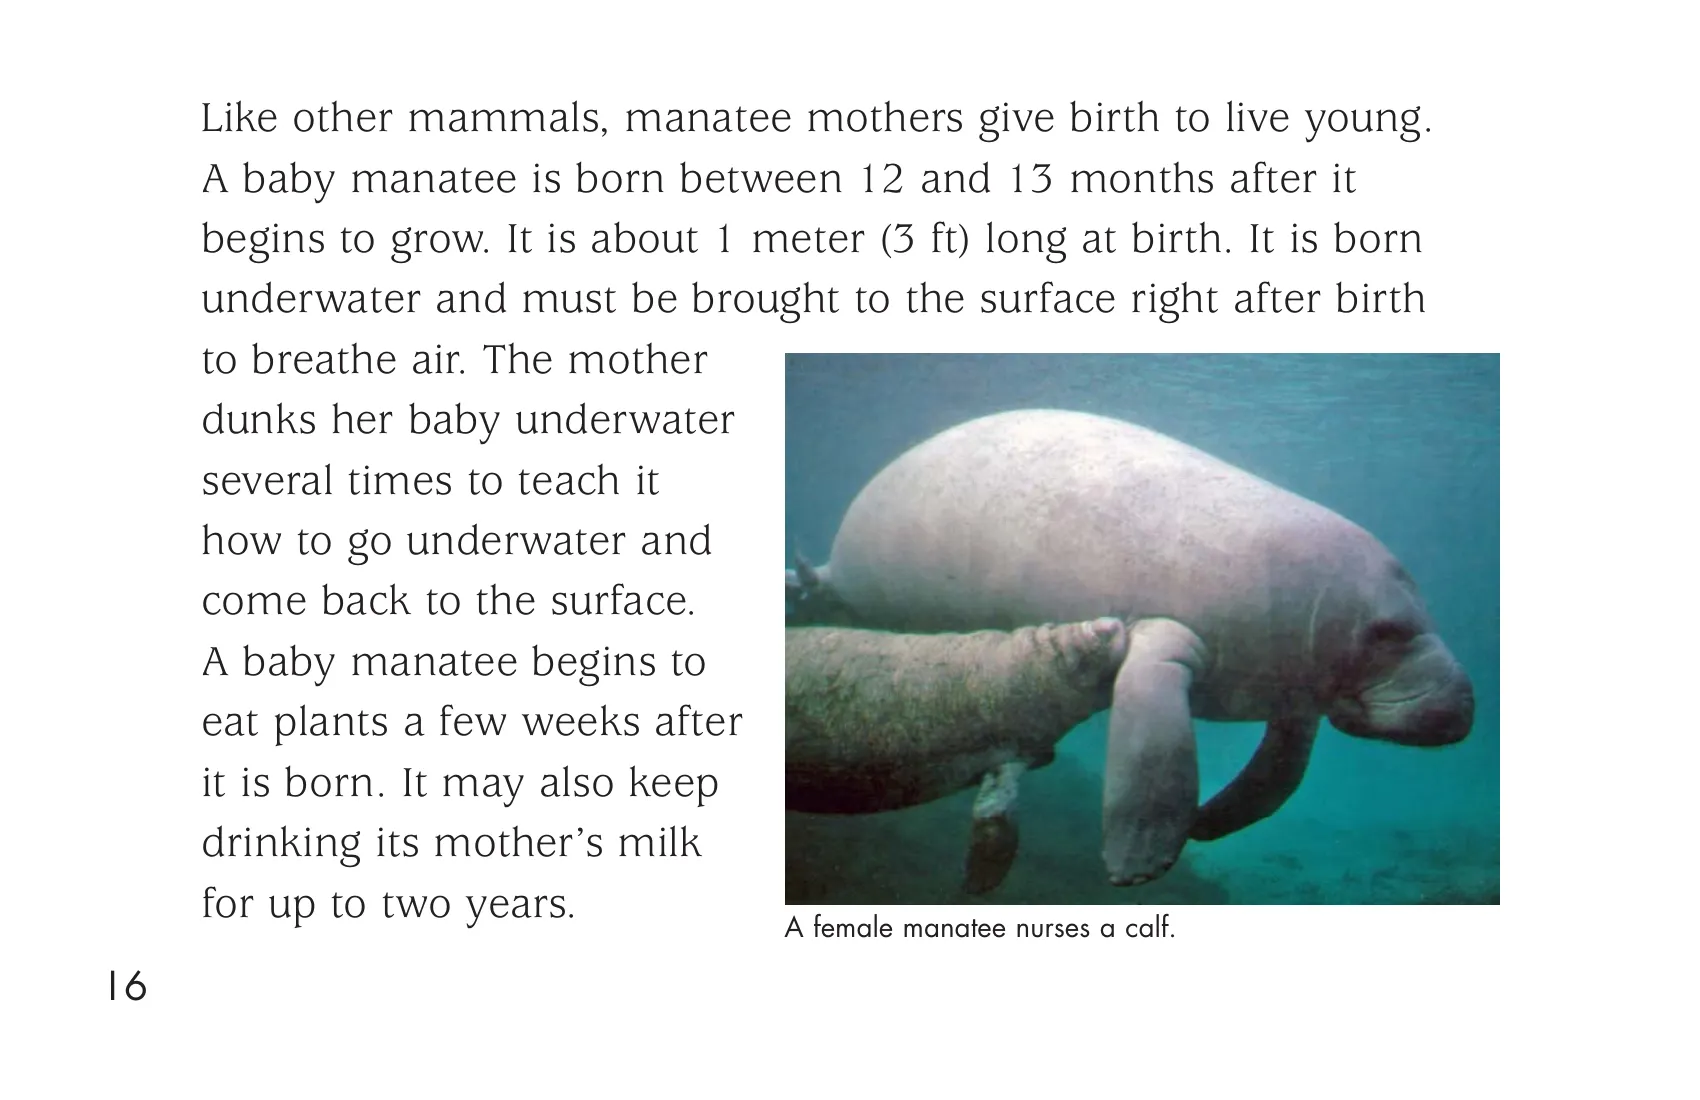 Like other mammals, manatee mothers give birth to live young.
A baby manatee is born between 12 and 13 months after it
begins to grow. It is about 1 meter (3 ft) long at birth. It is born
underwater and must be brought to the surface right after birth
to breathe air. The mother
dunks her baby underwater
several times to teach it
how to go underwater and
come back to the surface.
A baby manatee begins to
eat plants a few weeks after
it is born. It may also keep
drinking its mother’s milk
for up to two years.
A female manatee nurses a calf.
16